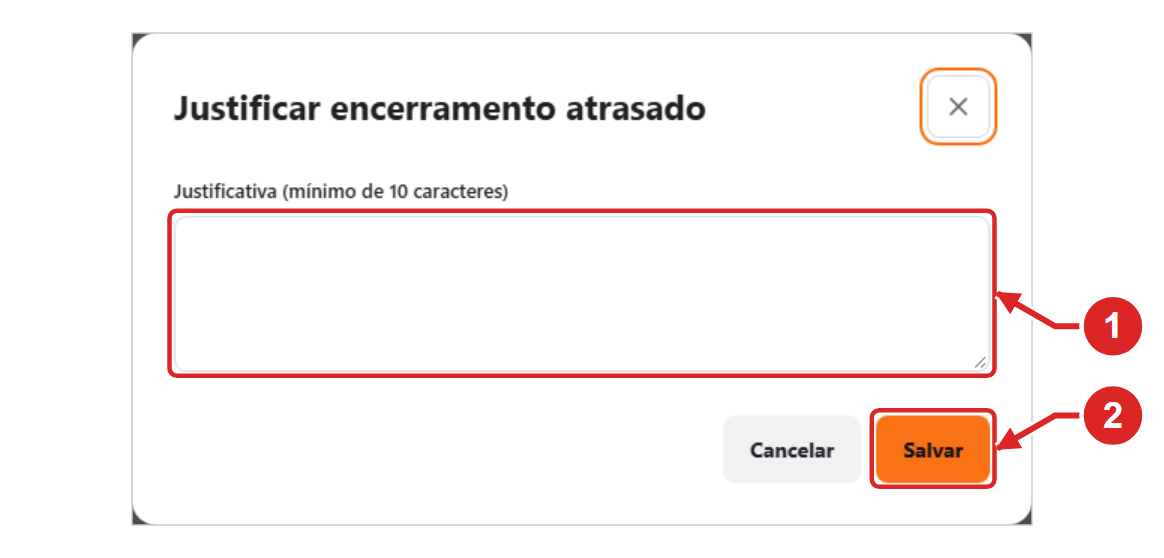 Justificar encerramento atrasado
Justificativa (mínimo de 10 caracteres)
1
Cancelar
Salvar
2